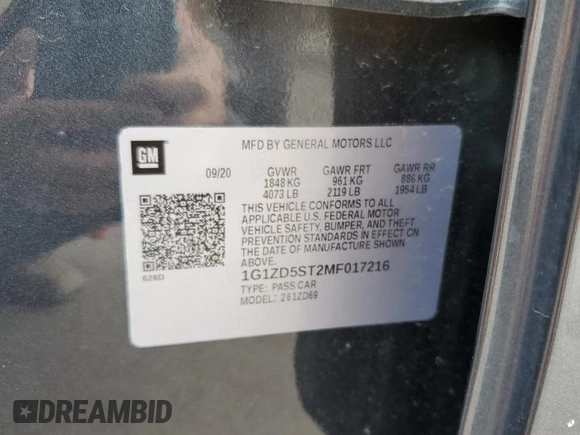 MFD BY GENERAL MOTORS LLC
GM
09/20 GVWR GAWR FRT GAWR RR
1848 KG 961 KG 886 KG
4073 LB 2119 LB 1954 LB
THIS VEHICLE CONFORMS TO ALL
APPLICABLE U.S. FEDERAL MOTOR
VEHICLE SAFETY, BUMPER, AND THEFT
PREVENTION STANDARDS IN EFFECT ON
THE DATE OF MANUFACTURE SHOWN
ABOVE.
626D
1G1ZD5ST2MF017216
TYPE: PASS CAR
MODEL: 261ZD69
DREAMBID